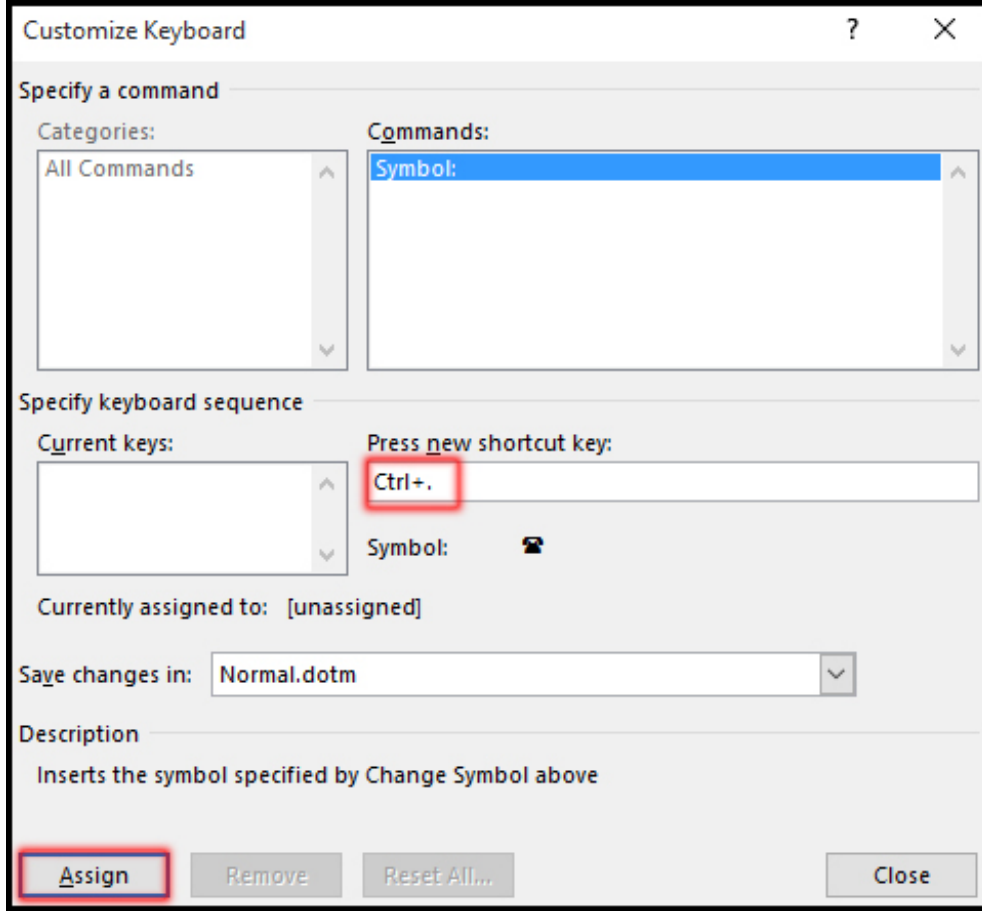 Customize Keyboard ?
Specify a command
Categories: Commands:
All Commands Symbol:
Specify keyboard sequence
Current keys: Press new shortcut key:
Ctrl+.
Symbol: ☎
Currently assigned to: [unassigned]
Save changes in: Normal.dotm
Description
Inserts the symbol specified by Change Symbol above
Assign Remove Reset All... Close